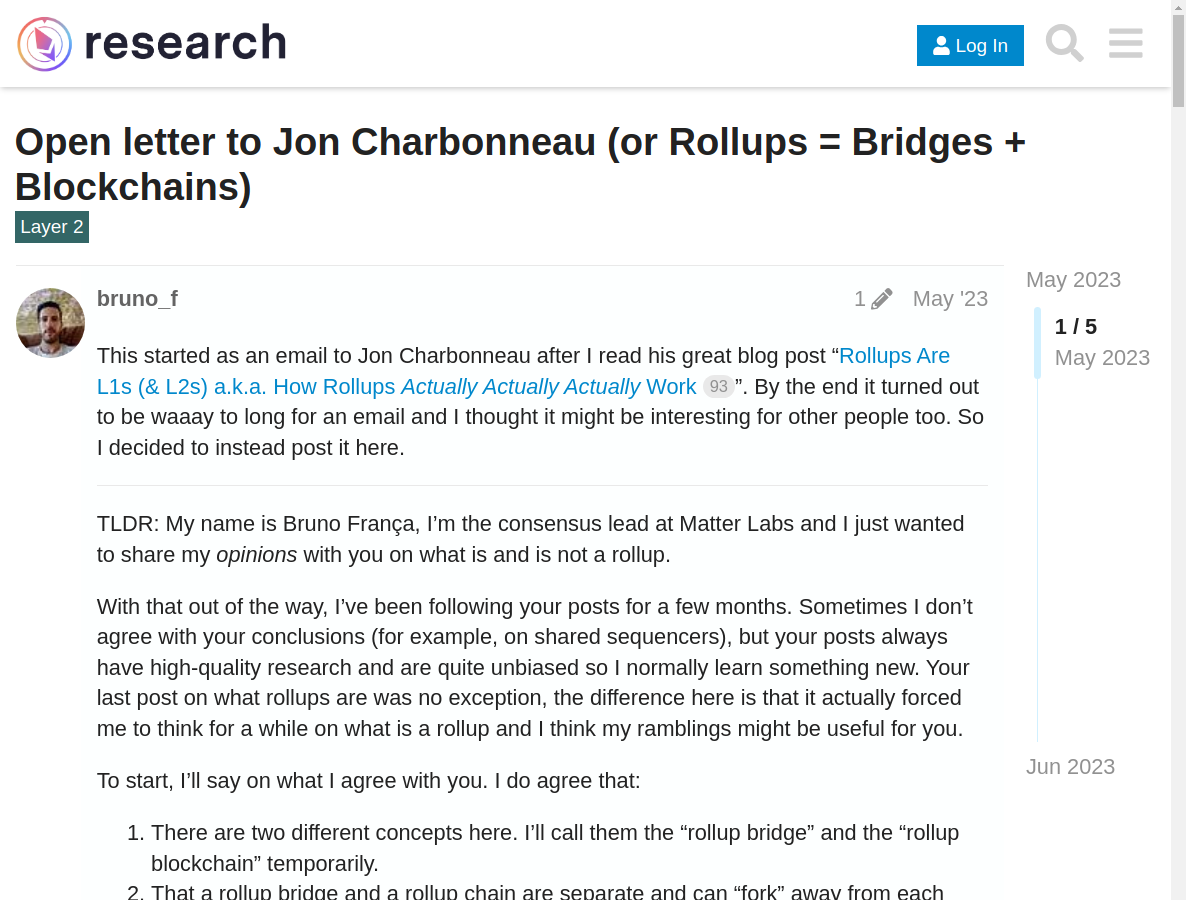 research
Log In
Open letter to Jon Charbonneau (or Rollups = Bridges +
Blockchains)
Layer 2
bruno_f
1
May '23
May 2023
1 / 5
May 2023
Jun 2023
This started as an email to Jon Charbonneau after I read his great blog post “Rollups Are
L1s (& L2s) a.k.a. How Rollups Actually Actually Actually Work 93”. By the end it turned out
to be waaay to long for an email and I thought it might be interesting for other people too. So
I decided to instead post it here.
TLDR: My name is Bruno França, I’m the consensus lead at Matter Labs and I just wanted
to share my opinions with you on what is and is not a rollup.
With that out of the way, I’ve been following your posts for a few months. Sometimes I don’t
agree with your conclusions (for example, on shared sequencers), but your posts always
have high-quality research and are quite unbiased so I normally learn something new. Your
last post on what rollups are was no exception, the difference here is that it actually forced
me to think for a while on what is a rollup and I think my ramblings might be useful for you.
To start, I’ll say on what I agree with you. I do agree that:
1. There are two different concepts here. I’ll call them the “rollup bridge” and the “rollup
blockchain” temporarily.
2. That a rollup bridge and a rollup chain are separate and can “fork” away from each